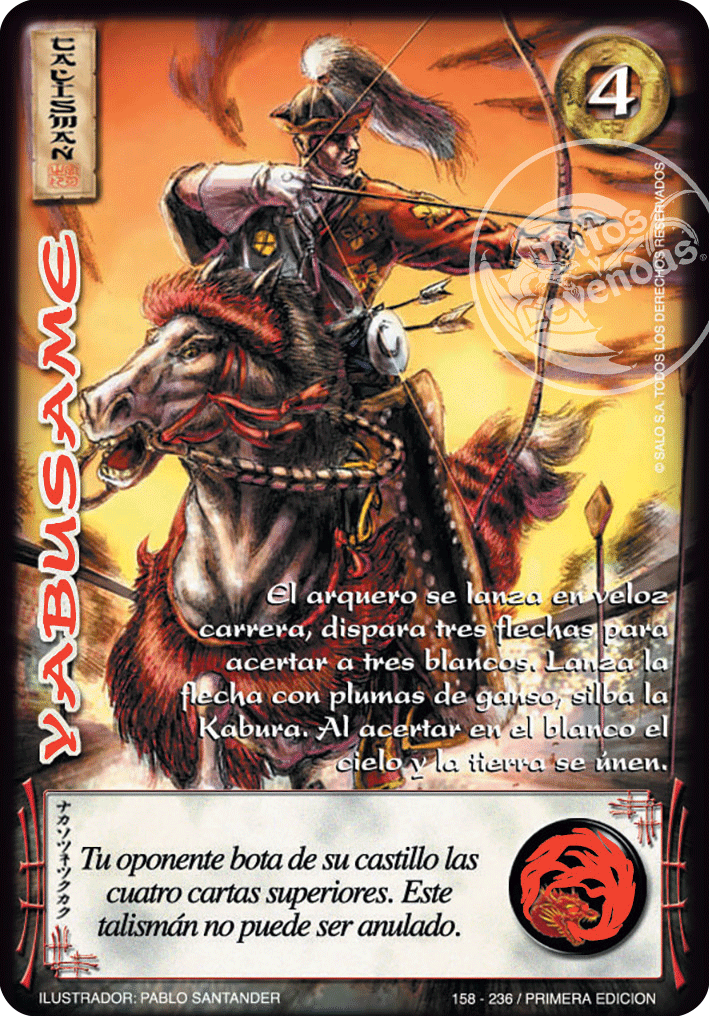 TALISMAN
4
YABUSAME
Mitos
y
Leyendas®
© SALO S.A. TODOS LOS DERECHOS RESERVADOS
El arquero se lanza en veloz
carrera, dispara tres flechas para
acertar a tres blancos. Lanza la
flecha con plumas de ganso, silba la
Kabura. Al acertar en el blanco el
cielo y la tierra se únen.
ナカソツネツクカク
Tu oponente bota de su castillo las
cuatro cartas superiores. Este
talismán no puede ser anulado.
ILUSTRADOR: PABLO SANTANDER
158 - 236 / PRIMERA EDICION